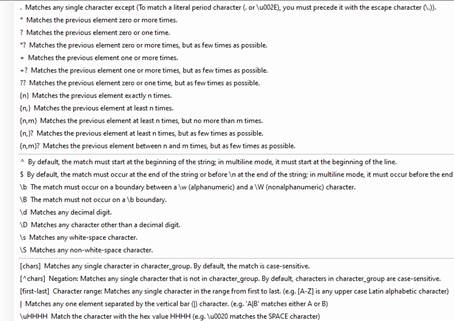 . Matches any single character except (To match a literal period character (. or \u002E), you must precede it with the escape character (\.)).
* Matches the previous element zero or more times.
? Matches the previous element zero or one time.
*? Matches the previous element zero or more times, but as few times as possible.
+ Matches the previous element one or more times.
+? Matches the previous element one or more times, but as few times as possible.
?? Matches the previous element zero or one time, but as few times as possible.
{n} Matches the previous element exactly n times.
{n,} Matches the previous element at least n times.
{n,m} Matches the previous element at least n times, but no more than m times.
{n,}? Matches the previous element at least n times, but as few times as possible.
{n,m}? Matches the previous element between n and m times, but as few times as possible.
^ By default, the match must start at the beginning of the string; in multiline mode, it must start at the beginning of the line.
$ By default, the match must occur at the end of the string or before \n at the end of the string; in multiline mode, it must occur before the end
\b The match must occur on a boundary between a \w (alphanumeric) and a \W (nonalphanumeric) character.
\B The match must not occur on a \b boundary.
\d Matches any decimal digit.
\D Matches any character other than a decimal digit.
\s Matches any white-space character.
\S Matches any non-white-space character.
[chars] Matches any single character in character_group. By default, the match is case-sensitive.
[^chars] Negation: Matches any single character that is not in character_group. By default, characters in character_group are case-sensitive.
[first-last] Character range: Matches any single character in the range from first to last. (e.g. [A-Z] is any upper case Latin alphabetic character)
| Matches any one element separated by the vertical bar (|) character. (e.g. 'A|B' matches either A or B)
\uHHHH Match the character with the hex value HHHH (e.g. \u0020 matches the SPACE character)